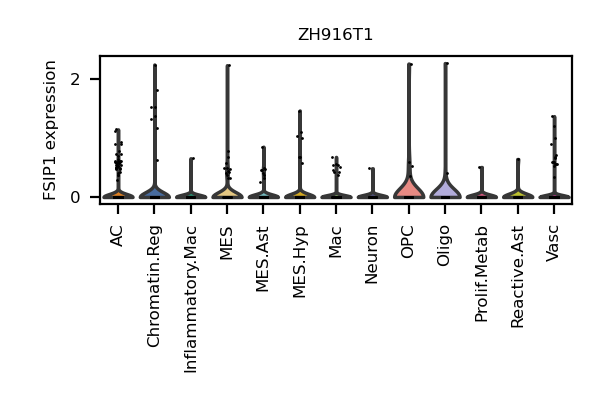 ZH916T1
FSIP1 expression
2
0
AC
Chromatin.Reg
Inflammatory.Mac
MES
MES.Ast
MES.Hyp
Mac
Neuron
OPC
Oligo
Prolif.Metab
Reactive.Ast
Vasc